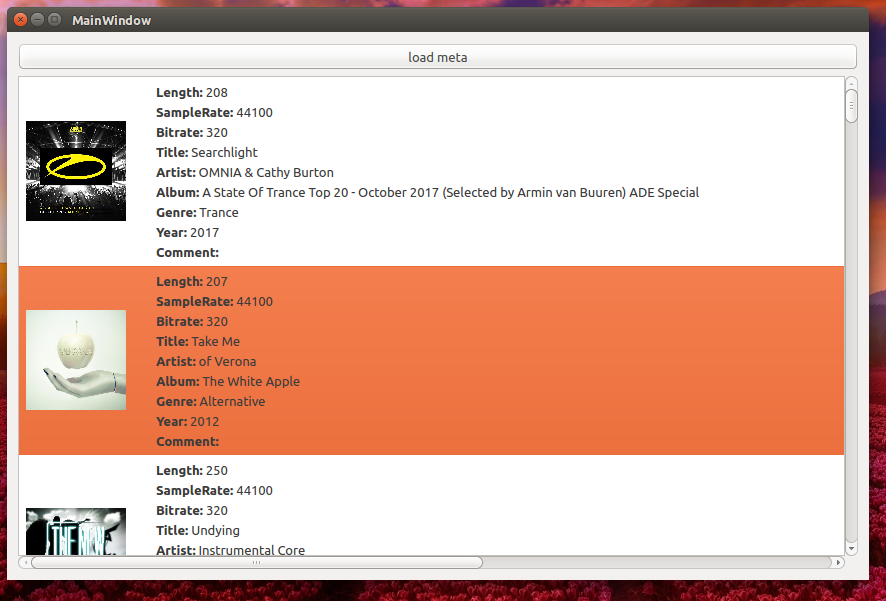 MainWindow
load meta
Length: 208
SampleRate: 44100
Bitrate: 320
Title: Searchlight
Artist: OMNIA & Cathy Burton
Album: A State Of Trance Top 20 - October 2017 (Selected by Armin van Buuren) ADE Special
Genre: Trance
Year: 2017
Comment:
Length: 207
SampleRate: 44100
Bitrate: 320
Title: Take Me
Artist: of Verona
Album: The White Apple
Genre: Alternative
Year: 2012
Comment:
Length: 250
SampleRate: 44100
Bitrate: 320
Title: Undying
Artist: Instrumental Core
THE NEW